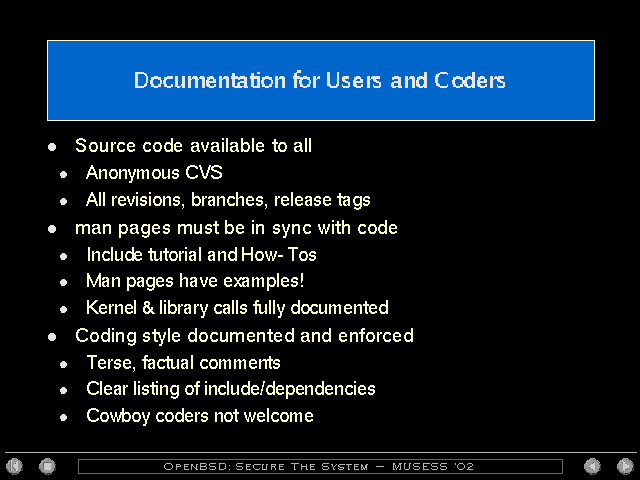 Documentation for Users and Coders
Source code available to all
Anonymous CVS
All revisions, branches, release tags
man pages must be in sync with code
Include tutorial and How- Tos
Man pages have examples!
Kernel & library calls fully documented
Coding style documented and enforced
Terse, factual comments
Clear listing of include/dependencies
Cowboy coders not welcome
OpenBSD: Secure The System — MUSESS '02